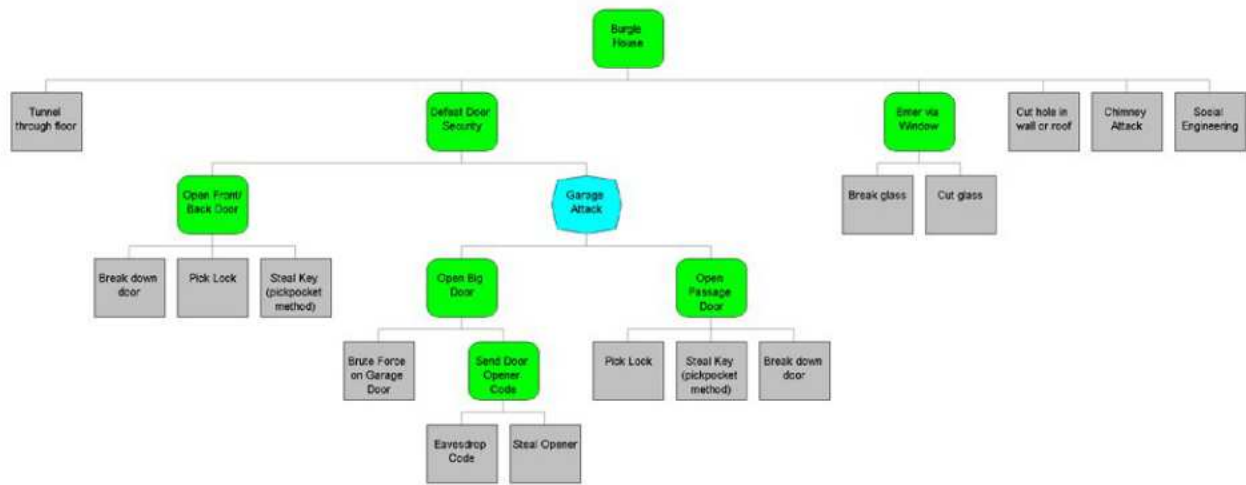 Burgle
House
Tunnel
through floor
Defeat Door
Security
Enter via
Window
Cut hole in
wall or roof
Chimney
Attack
Social
Engineering
Open Front/
Back Door
Garage
Attack
Break glass
Cut glass
Break down
door
Pick Lock
Steal Key
(pickpocket
method)
Open Big
Door
Open
Passage
Door
Brute Force
on Garage
Door
Send Door
Opener
Code
Pick Lock
Steal Key
(pickpocket
method)
Break down
door
Eavesdrop
Code
Steal Opener